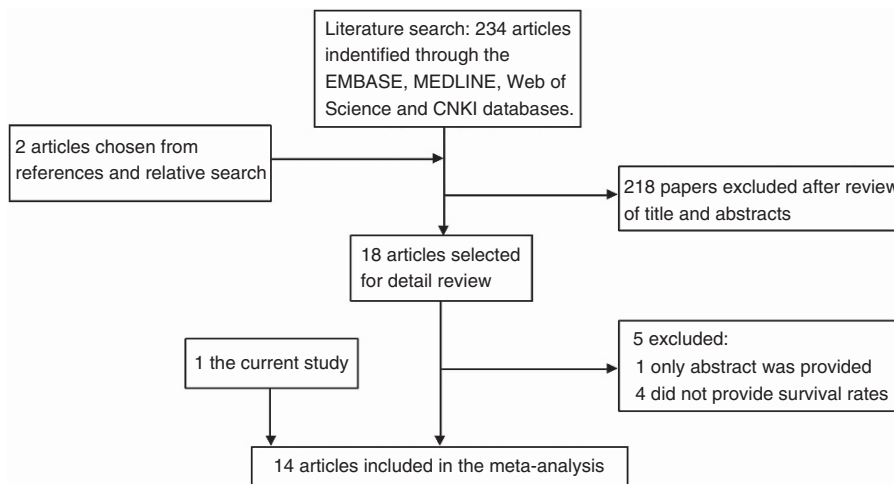 Literature search: 234 articles
indentified through the
EMBASE, MEDLINE, Web of
Science and CNKI databases.
2 articles chosen from
references and relative search
218 papers excluded after review
of title and abstracts
18 articles selected
for detail review
5 excluded:
1 only abstract was provided
4 did not provide survival rates
1 the current study
14 articles included in the meta-analysis